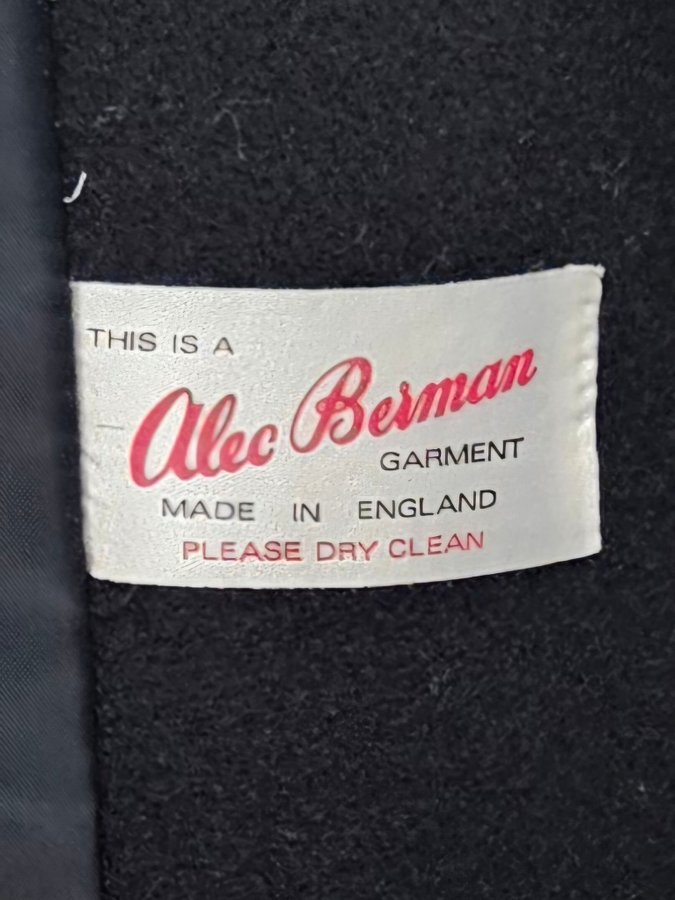 THIS IS A
Alec Berman
GARMENT
MADE IN ENGLAND
PLEASE DRY CLEAN